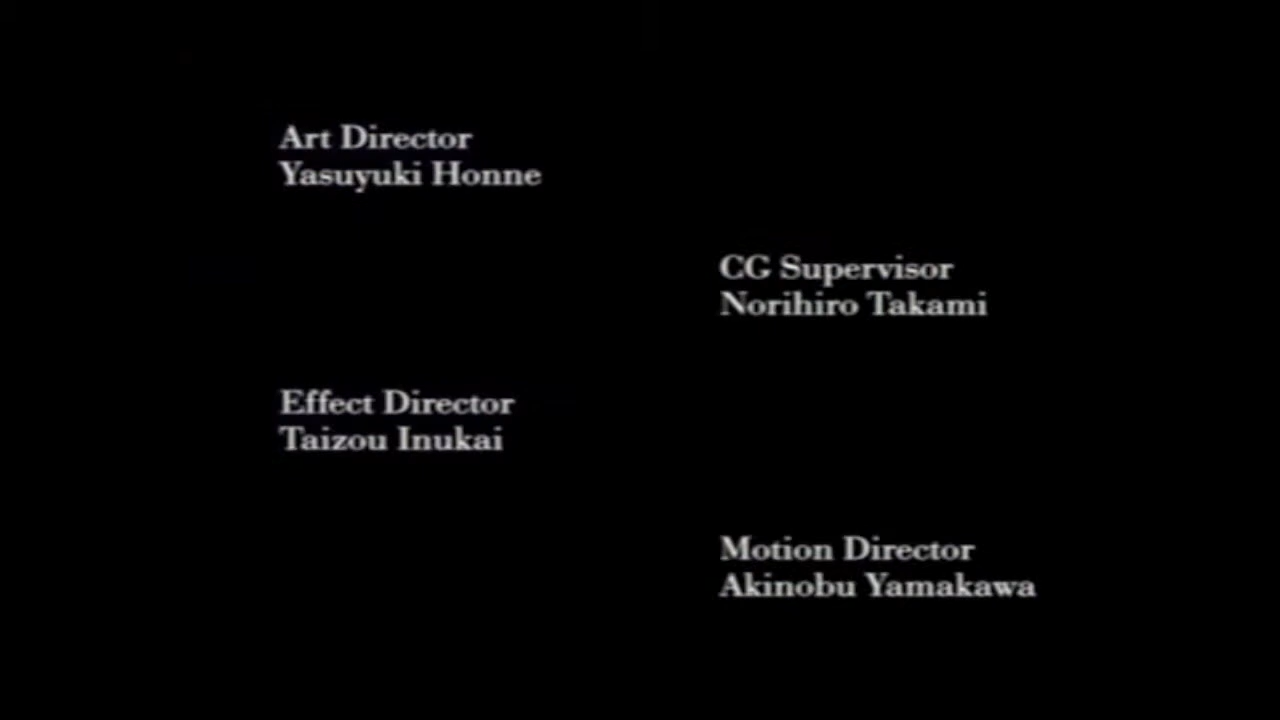 Art Director
Yasuyuki Honne
CG Supervisor
Norihiro Takami
Effect Director
Taizou Inukai
Motion Director
Akinobu Yamakawa